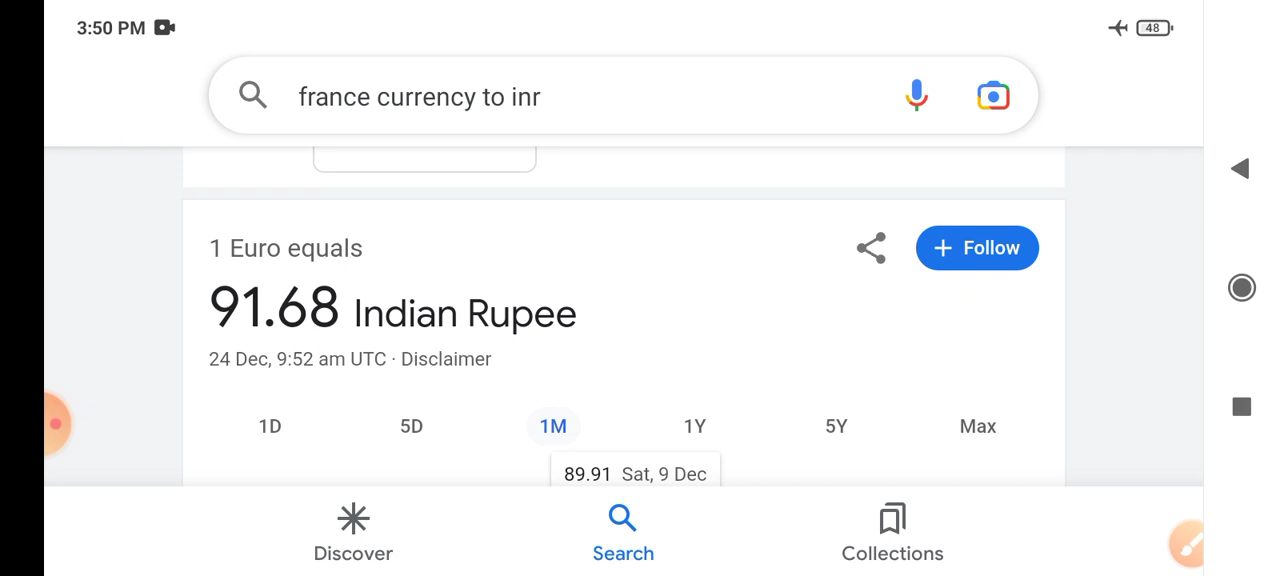 3:50 PM
48
france currency to inr
1 Euro equals
+ Follow
91.68 Indian Rupee
24 Dec, 9:52 am UTC · Disclaimer
1D 5D 1M 1Y 5Y Max
89.91 Sat, 9 Dec
Discover Search Collections